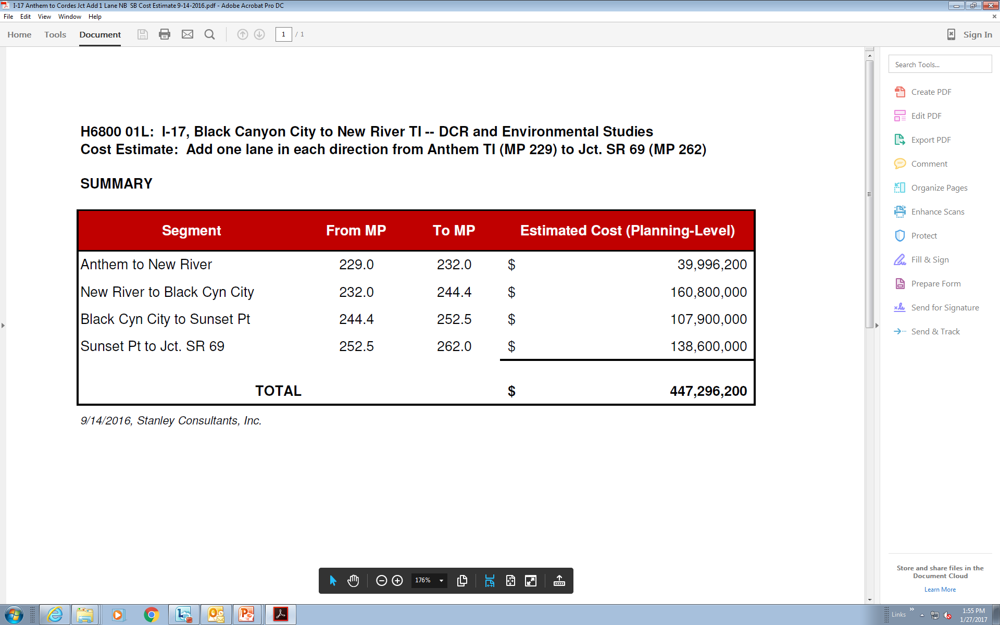 I-17 Anthem to Cordes Jct Add 1 Lane NB  SB Cost Estimate 9-14-2016.pdf - Adobe Acrobat Pro DC
File Edit View Window Help
Home Tools Document 1 / 1 Sign In
Search Tools...
Create PDF
Edit PDF
Export PDF
Comment
Organize Pages
Enhance Scans
Protect
Fill & Sign
Prepare Form
Send for Signature
Send & Track
H6800 01L:  I-17, Black Canyon City to New River TI -- DCR and Environmental Studies
Cost Estimate:  Add one lane in each direction from Anthem TI (MP 229) to Jct. SR 69 (MP 262)
SUMMARY
Segment From MP To MP Estimated Cost (Planning-Level)
Anthem to New River 229.0 232.0 $ 39,996,200
New River to Black Cyn City 232.0 244.4 $ 160,800,000
Black Cyn City to Sunset Pt 244.4 252.5 $ 107,900,000
Sunset Pt to Jct. SR 69 252.5 262.0 $ 138,600,000
TOTAL $ 447,296,200
9/14/2016, Stanley Consultants, Inc.
176%
Store and share files in the
Document Cloud
Learn More
Links
1:55 PM
1/27/2017